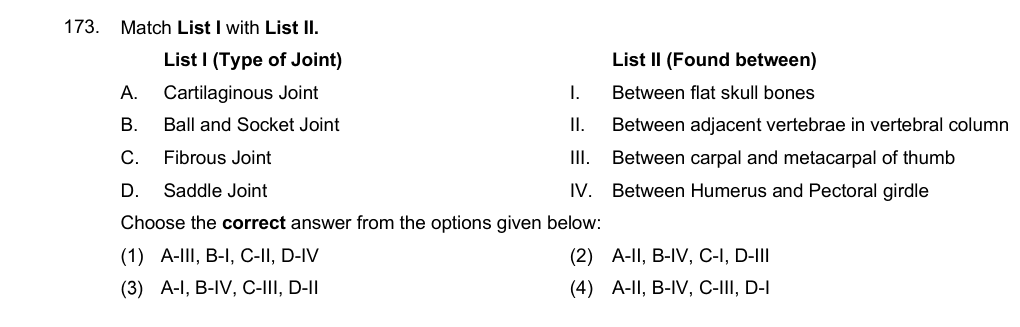 173. Match List I with List II.
List I (Type of Joint) List II (Found between)
A. Cartilaginous Joint I. Between flat skull bones
B. Ball and Socket Joint II. Between adjacent vertebrae in vertebral column
C. Fibrous Joint III. Between carpal and metacarpal of thumb
D. Saddle Joint IV. Between Humerus and Pectoral girdle
Choose the correct answer from the options given below:
(1) A-III, B-I, C-II, D-IV (2) A-II, B-IV, C-I, D-III
(3) A-I, B-IV, C-III, D-II (4) A-II, B-IV, C-III, D-I